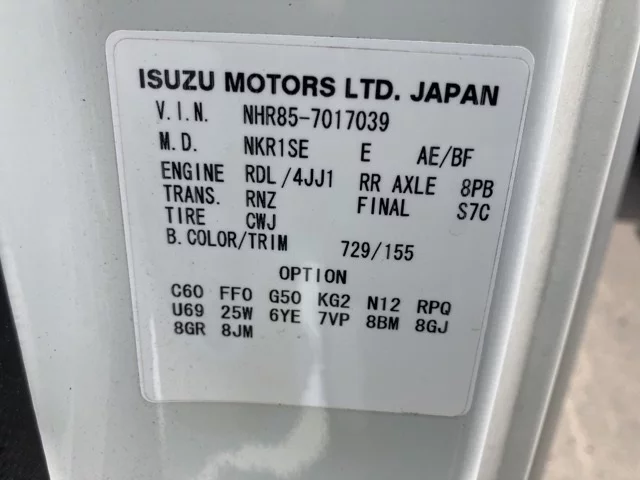 ISUZU MOTORS LTD. JAPAN
V.I.N. NHR85-7017039
M.D. NKR1SE E AE/BF
ENGINE RDL/4JJ1 RR AXLE 8PB
TRANS. RNZ FINAL S7C
TIRE CWJ
B.COLOR/TRIM 729/155
OPTION
C60 FF0 G50 KG2 N12 RPQ
U69 25W 6YE 7VP 8BM 8GJ
8GR 8JM